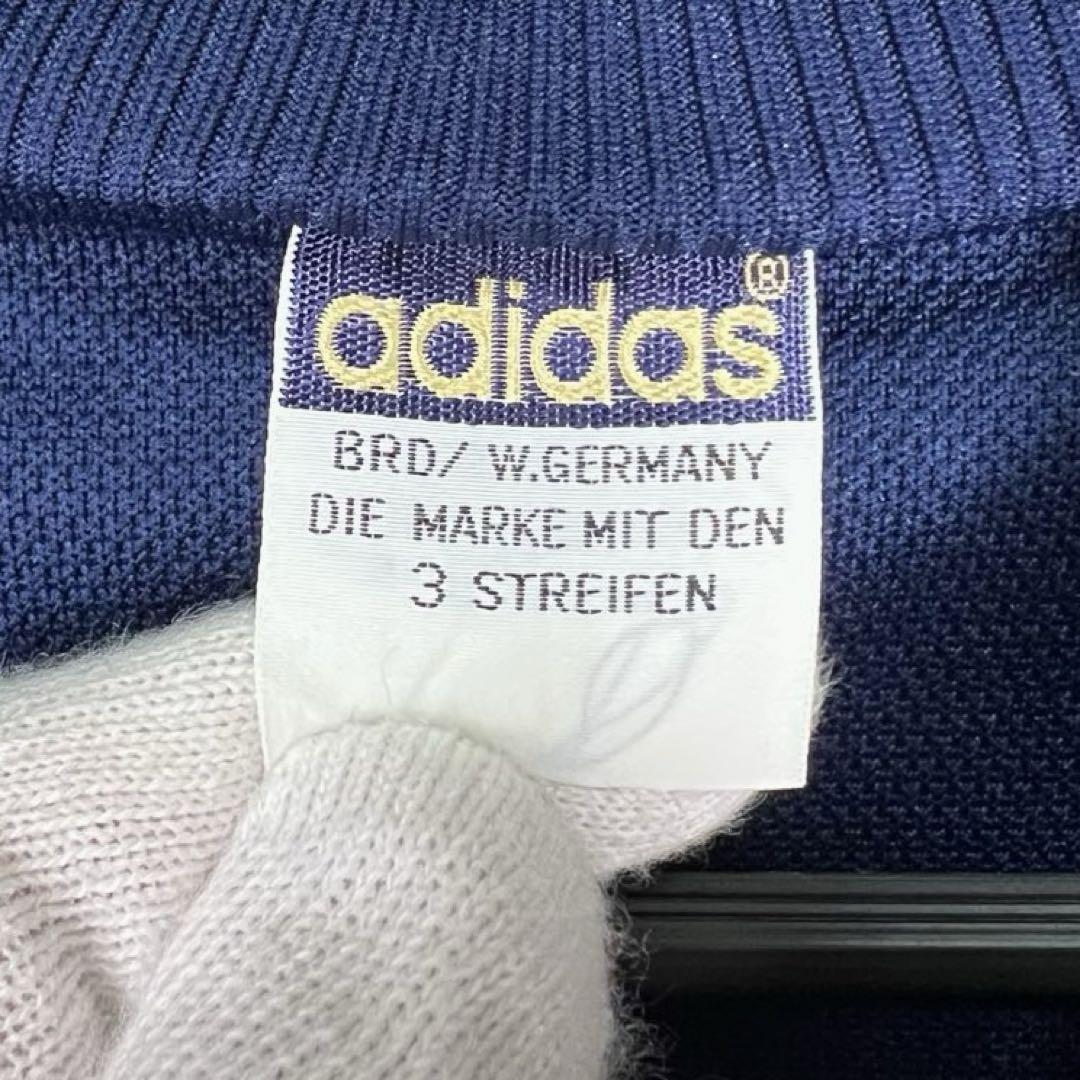 adidas®
BRD/ W.GERMANY
DIE MARKE MIT DEN
3 STREIFEN